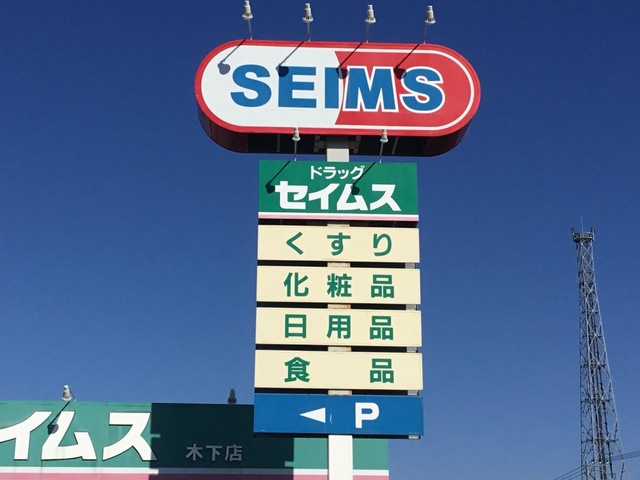 SEIMS
ドラッグ
セイムス
くすり
化粧品
日用品
食品
◄ P
イムス
木下店